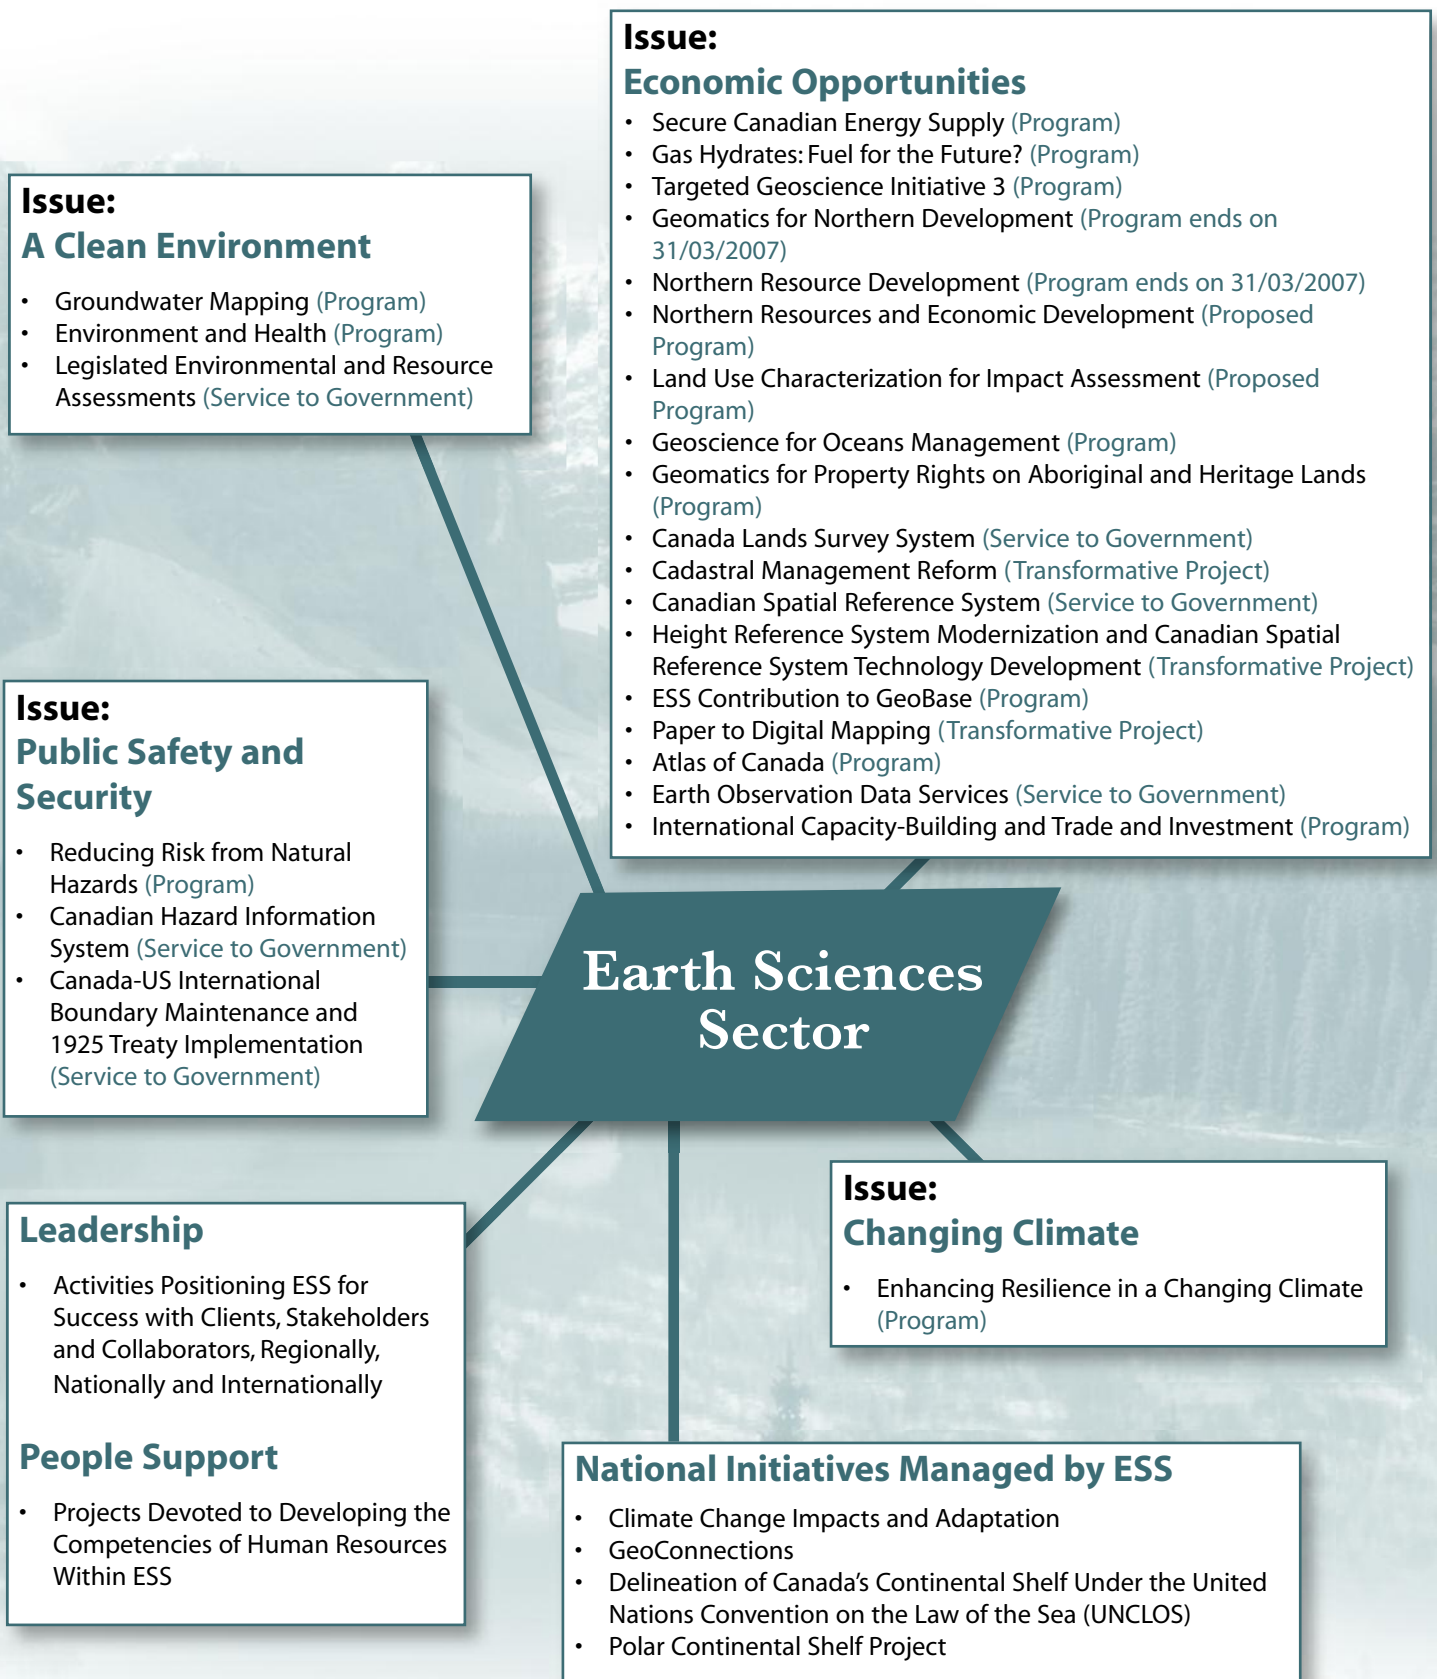 Issue:
Economic Opportunities
• Secure Canadian Energy Supply (Program)
• Gas Hydrates: Fuel for the Future? (Program)
• Targeted Geoscience Initiative 3 (Program)
• Geomatics for Northern Development (Program ends on
31/03/2007)
• Northern Resource Development (Program ends on 31/03/2007)
• Northern Resources and Economic Development (Proposed
Program)
• Land Use Characterization for Impact Assessment (Proposed
Program)
• Geoscience for Oceans Management (Program)
• Geomatics for Property Rights on Aboriginal and Heritage Lands
(Program)
• Canada Lands Survey System (Service to Government)
• Cadastral Management Reform (Transformative Project)
• Canadian Spatial Reference System (Service to Government)
• Height Reference System Modernization and Canadian Spatial
Reference System Technology Development (Transformative Project)
• ESS Contribution to GeoBase (Program)
• Paper to Digital Mapping (Transformative Project)
• Atlas of Canada (Program)
• Earth Observation Data Services (Service to Government)
• International Capacity-Building and Trade and Investment (Program)
Issue:
A Clean Environment
• Groundwater Mapping (Program)
• Environment and Health (Program)
• Legislated Environmental and Resource
Assessments (Service to Government)
Issue:
Public Safety and
Security
• Reducing Risk from Natural
Hazards (Program)
• Canadian Hazard Information
System (Service to Government)
• Canada-US International
Boundary Maintenance and
1925 Treaty Implementation
(Service to Government)
Earth Sciences
Sector
Leadership
• Activities Positioning ESS for
Success with Clients, Stakeholders
and Collaborators, Regionally,
Nationally and Internationally
People Support
• Projects Devoted to Developing the
Competencies of Human Resources
Within ESS
Issue:
Changing Climate
• Enhancing Resilience in a Changing Climate
(Program)
National Initiatives Managed by ESS
• Climate Change Impacts and Adaptation
• GeoConnections
• Delineation of Canada's Continental Shelf Under the United
Nations Convention on the Law of the Sea (UNCLOS)
• Polar Continental Shelf Project